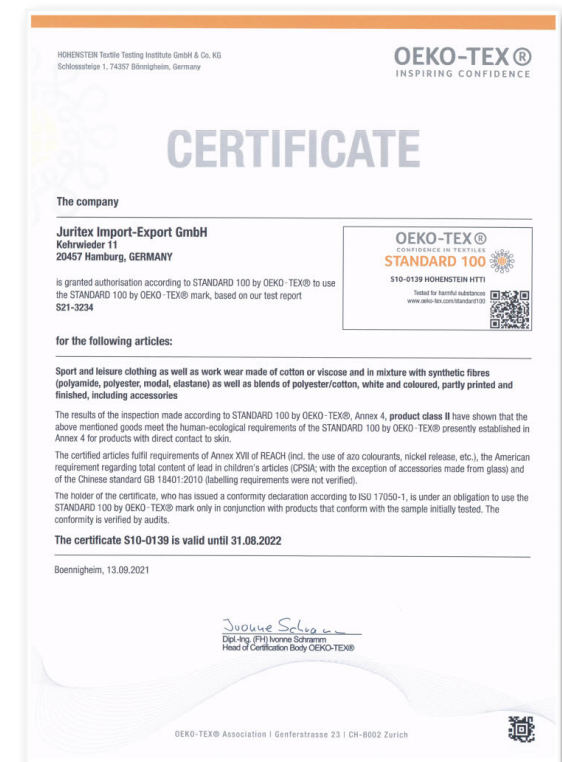 HOHENSTEIN Textile Testing Institute GmbH & Co. KG
Schlosssteige 1, 74357 Bönnigheim, Germany
OEKO-TEX®
INSPIRING CONFIDENCE
CERTIFICATE
The company
Juritex Import-Export GmbH
Kehrwieder 11
20457 Hamburg, GERMANY
is granted authorisation according to STANDARD 100 by OEKO-TEX® to use
the STANDARD 100 by OEKO-TEX® mark, based on our test report
S21-3234
OEKO-TEX®
CONFIDENCE IN TEXTILES
STANDARD 100
S10-0139 HOHENSTEIN HTTI
Tested for harmful substances
www.oeko-tex.com/standard100
for the following articles:
Sport and leisure clothing as well as work wear made of cotton or viscose and in mixture with synthetic fibres
(polyamide, polyester, modal, elastane) as well as blends of polyester/cotton, white and coloured, partly printed and
finished, including accessories
The results of the inspection made according to STANDARD 100 by OEKO-TEX®, Annex 4, product class II have shown that the
above mentioned goods meet the human-ecological requirements of the STANDARD 100 by OEKO-TEX® presently established in
Annex 4 for products with direct contact to skin.
The certified articles fulfil requirements of Annex XVII of REACH (incl. the use of azo colourants, nickel release, etc.), the American
requirement regarding total content of lead in children's articles (CPSIA; with the exception of accessories made from glass) and
of the Chinese standard GB 18401:2010 (labelling requirements were not verified).
The holder of the certificate, who has issued a conformity declaration according to ISO 17050-1, is under an obligation to use the
STANDARD 100 by OEKO-TEX® mark only in conjunction with products that conform with the sample initially tested. The
conformity is verified by audits.
The certificate S10-0139 is valid until 31.08.2022
Boennigheim, 13.09.2021
Ivonne Schramm
Dipl.-Ing. (FH) Ivonne Schramm
Head of Certification Body OEKO-TEX®
OEKO-TEX® Association | Genferstrasse 23 | CH-8002 Zurich